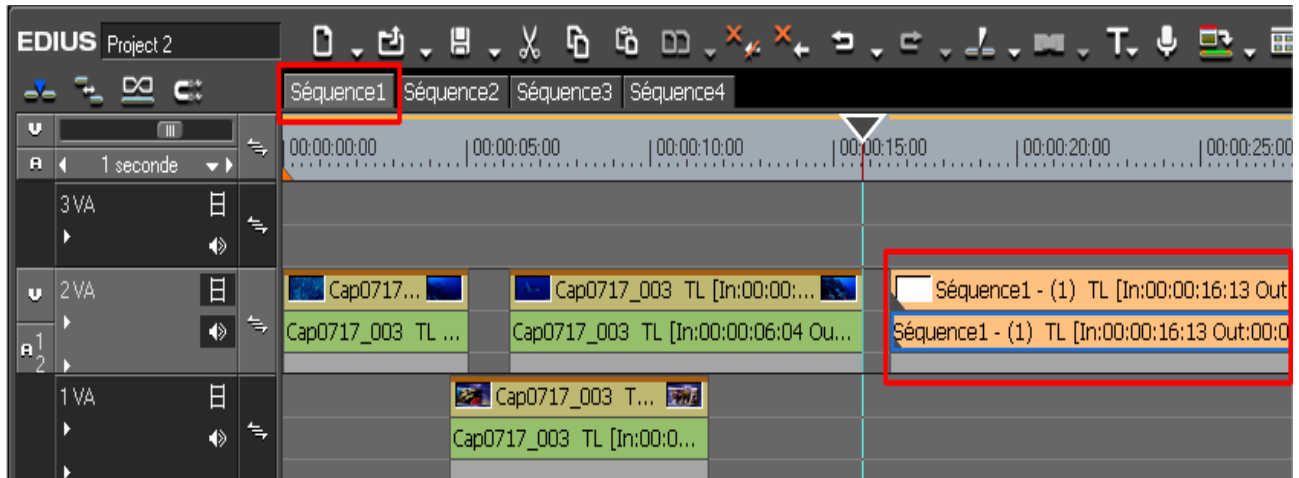 EDIUS Project 2
Séquence1 Séquence2 Séquence3 Séquence4
00:00:00:00 00:00:05:00 00:00:10:00 00:00:15:00 00:00:20:00 00:00:25:00
1 seconde
3 VA
2 VA
Cap0717... Cap0717_003 TL [In:00:00:... Séquence1 - (1) TL [In:00:00:16:13 Out
Cap0717_003 TL ... Cap0717_003 TL [In:00:00:06:04 Ou... Séquence1 - (1) TL [In:00:00:16:13 Out:00:0
A 1
2
1 VA
Cap0717_003 T...
Cap0717_003 TL [In:00:0...